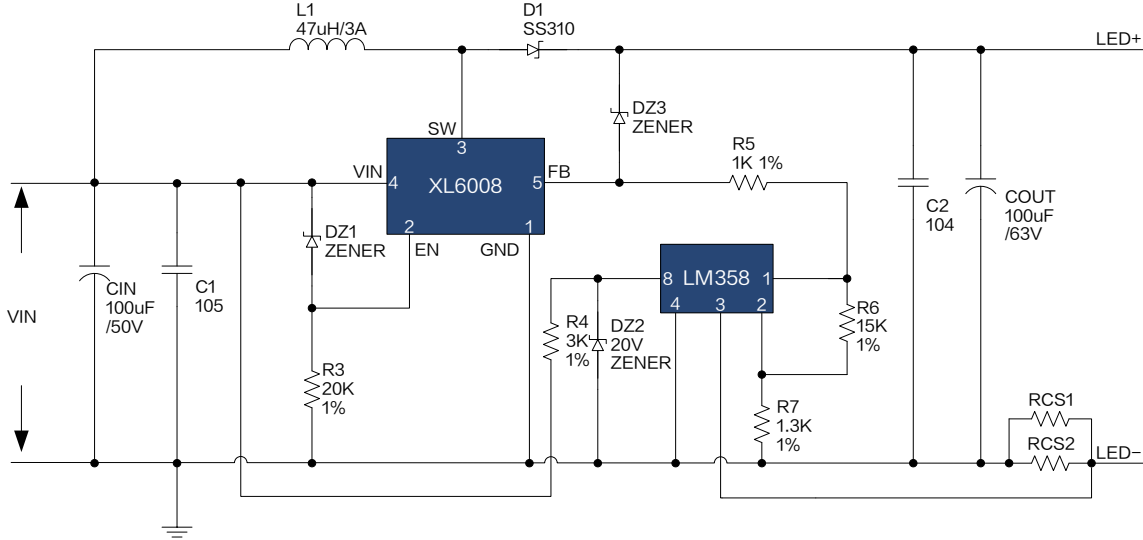 L1
47uH/3A
D1
SS310
LED+
DZ3
ZENER
SW
3
R5
1K 1%
VIN
4
XL6008
5
FB
2
1
EN
GND
DZ1
ZENER
C2
104
COUT
100uF
/63V
CIN
100uF
/50V
C1
105
VIN
8
LM358
1
4
3
2
R4
3K
1%
DZ2
20V
ZENER
R6
15K
1%
R3
20K
1%
R7
1.3K
1%
RCS1
RCS2
LED−